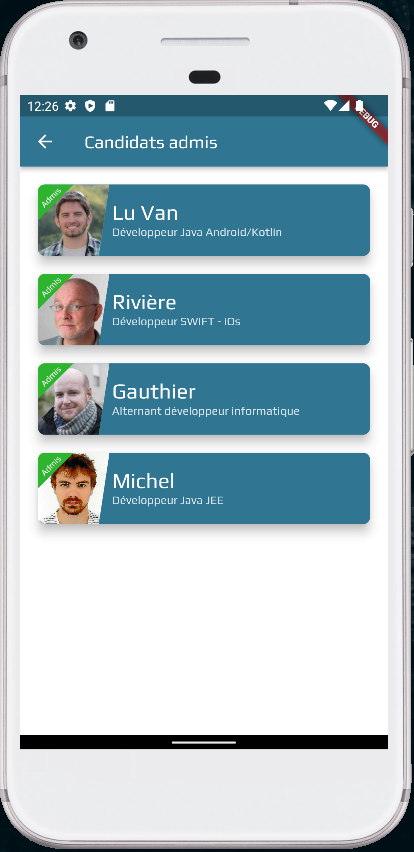 12:26
DEBUG
Candidats admis
Admis
Lu Van
Développeur Java Android/Kotlin
Admis
Rivière
Développeur SWIFT - iOs
Admis
Gauthier
Alternant développeur informatique
Admis
Michel
Développeur Java JEE